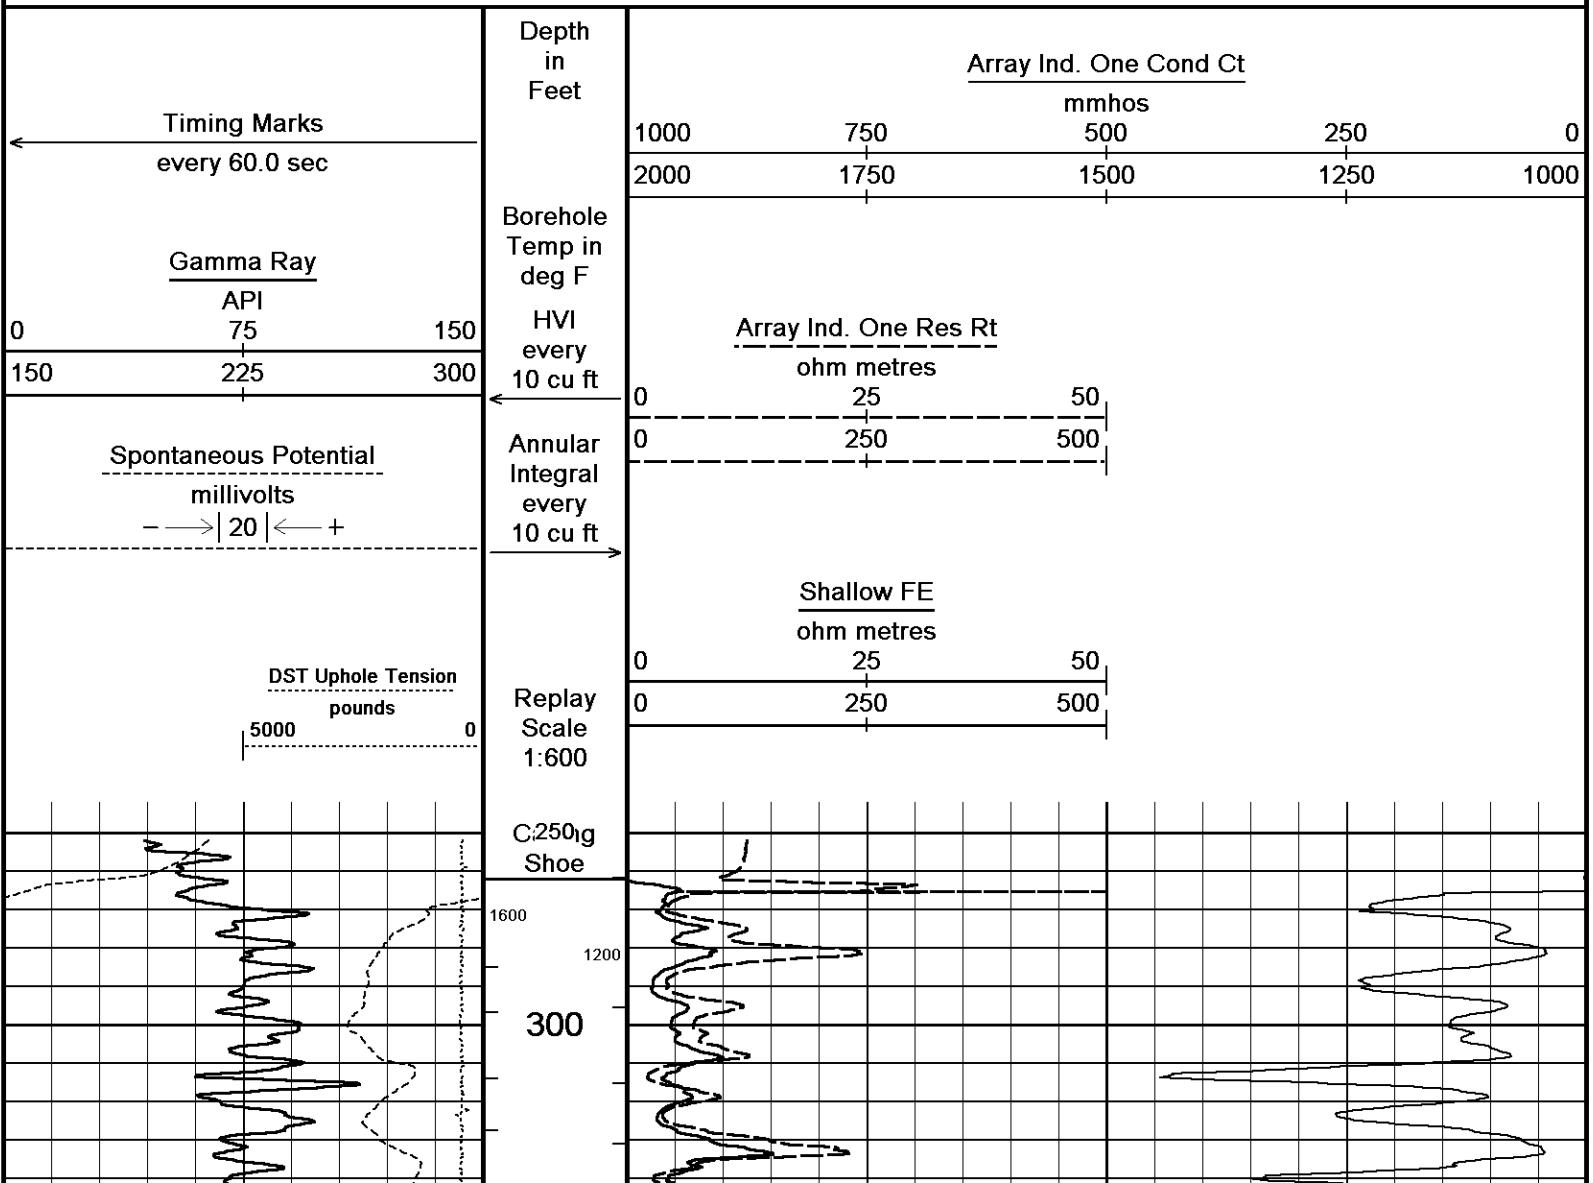 Timing Marks
every 60.0 sec
Gamma Ray
API
0 75 150
150 225 300
Spontaneous Potential
millivolts
− 20 +
DST Uphole Tension
pounds
5000 0
Depth
in
Feet
Borehole
Temp in
deg F
HVI
every
10 cu ft
Annular
Integral
every
10 cu ft
Replay
Scale
1:600
250
Shoe
1600
1200
300
Array Ind. One Cond Ct
mmhos
1000 750 500 250 0
2000 1750 1500 1250 1000
Array Ind. One Res Rt
ohm metres
0 25 50
0 250 500
Shallow FE
ohm metres
0 25 50
0 250 500